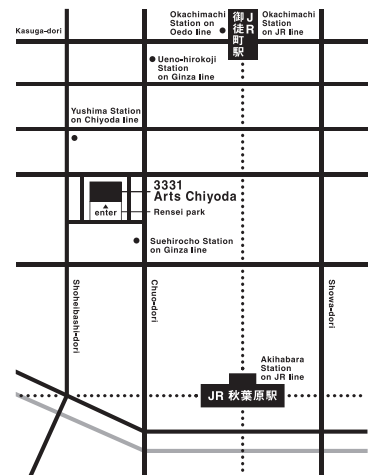 Okachimachi
Station on
Oedo line
JR
御徒町駅
Okachimachi
Station
on JR line
Kasuga-dori
Ueno-hirokoji
Station
on Ginza line
Yushima Station
on Chiyoda line
3331
Arts Chiyoda
enter
Rensei park
Suehirocho Station
on Ginza line
Shoheibashi-dori
Chuo-dori
Showa-dori
Akihabara
Station
on JR line
JR 秋葉原駅